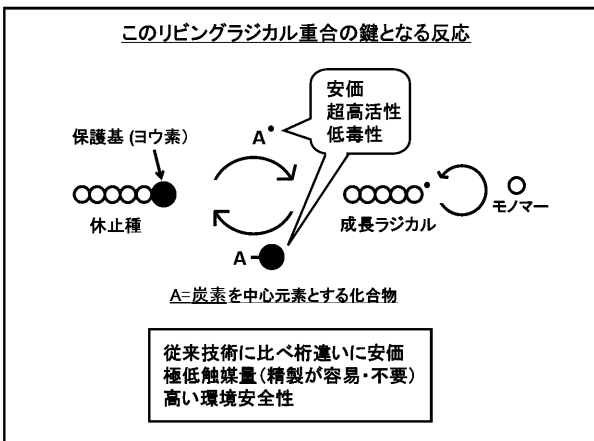 このリビングラジカル重合の鍵となる反応
安価
超高活性
低毒性
保護基 (ヨウ素)
A•
休止種
成長ラジカル
モノマー
A
A=炭素を中心元素とする化合物
従来技術に比べ桁違いに安価
極低触媒量(精製が容易・不要)
高い環境安全性